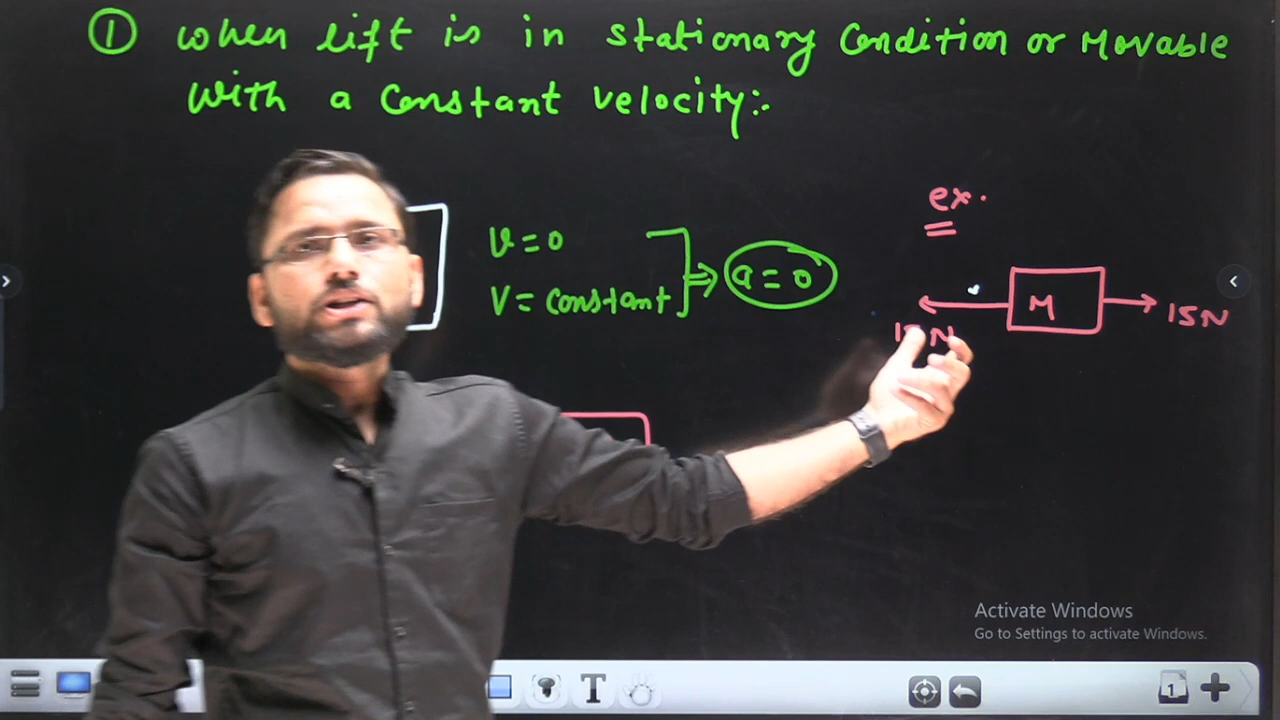 ① When lift is in stationary Condition or Movable
with a Constant velocity:-
ex.
v=0
V= constant
⇒ a=0
M
15N
Activate Windows
Go to Settings to activate Windows.
T
1